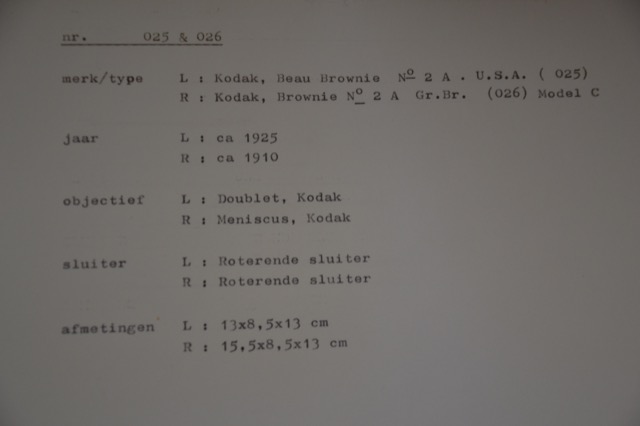 nr. 025 & 026
merk/type L : Kodak, Beau Brownie Nº 2 A . U.S.A. ( 025)
R : Kodak, Brownie Nº 2 A Gr.Br. (026) Model C
jaar L : ca 1925
R : ca 1910
objectief L : Doublet, Kodak
R : Meniscus, Kodak
sluiter L : Roterende sluiter
R : Roterende sluiter
afmetingen L : 13x8,5x13 cm
R : 15,5x8,5x13 cm